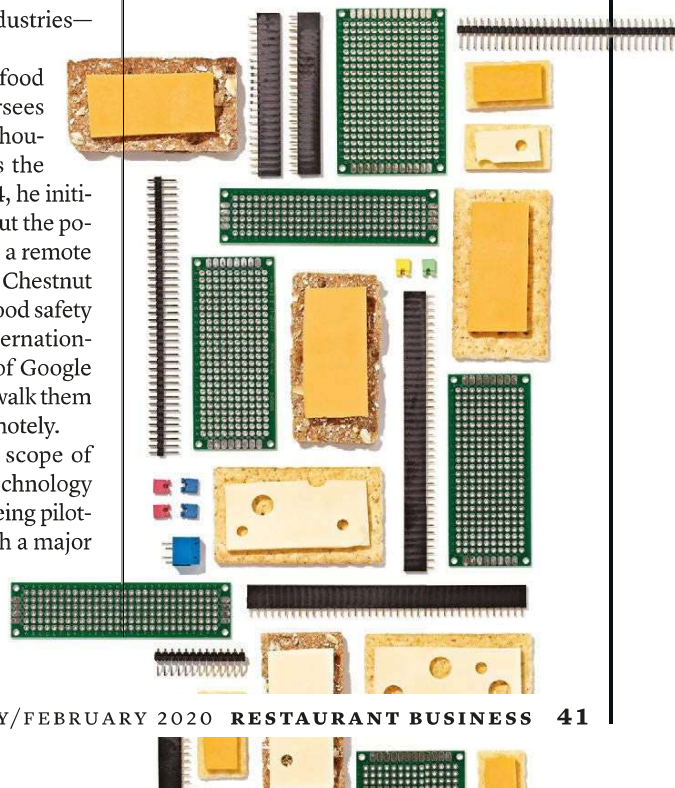 dustries—
food
rsees
hou-
s the
4, he initi-
ut the po-
a remote
Chestnut
ood safety
ernation-
of Google
walk them
notely.
scope of
chnology
eing pilot-
h a major
Y/FEBRUARY 2020 RESTAURANT BUSINESS 41